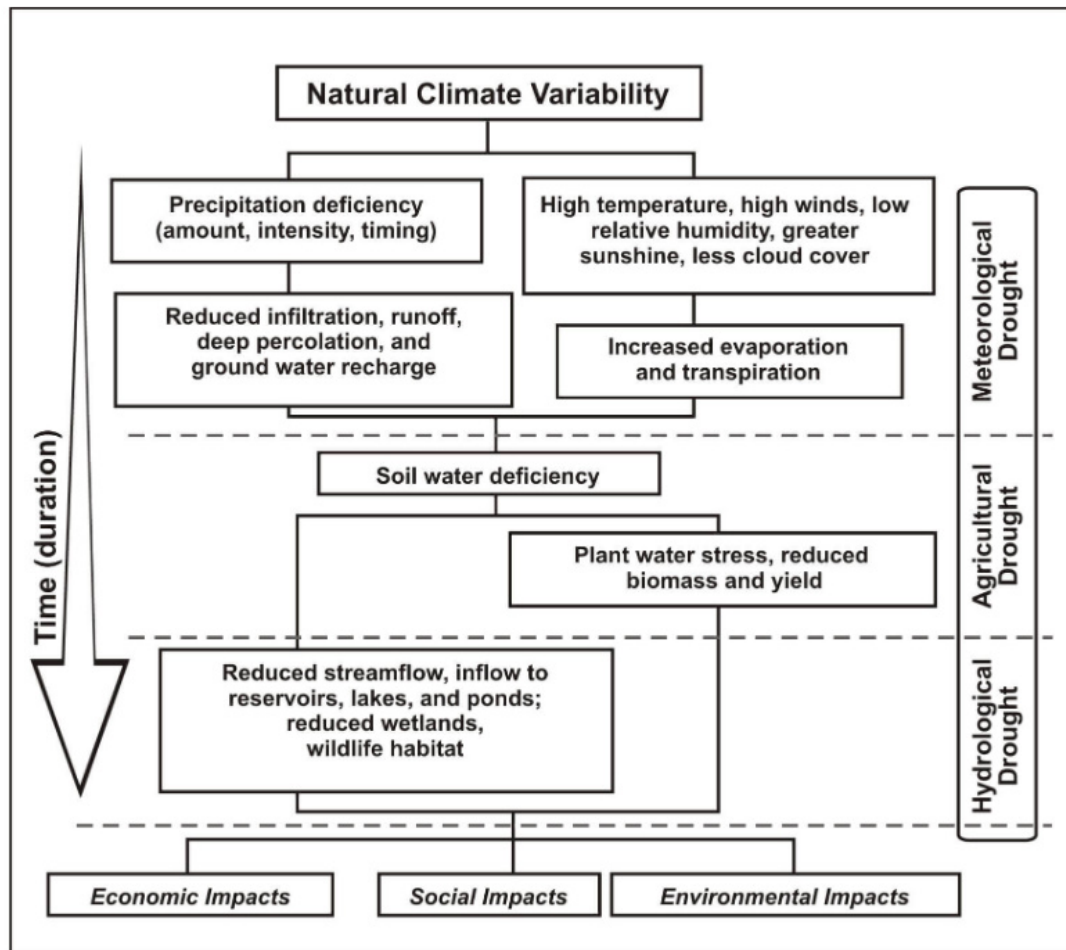 Natural Climate Variability
Precipitation deficiency
(amount, intensity, timing)
High temperature, high winds, low
relative humidity, greater
sunshine, less cloud cover
Reduced infiltration, runoff,
deep percolation, and
ground water recharge
Increased evaporation
and transpiration
Meteorological
Drought
Time (duration)
Soil water deficiency
Plant water stress, reduced
biomass and yield
Agricultural
Drought
Reduced streamflow, inflow to
reservoirs, lakes, and ponds;
reduced wetlands,
wildlife habitat
Hydrological
Drought
Economic Impacts
Social Impacts
Environmental Impacts